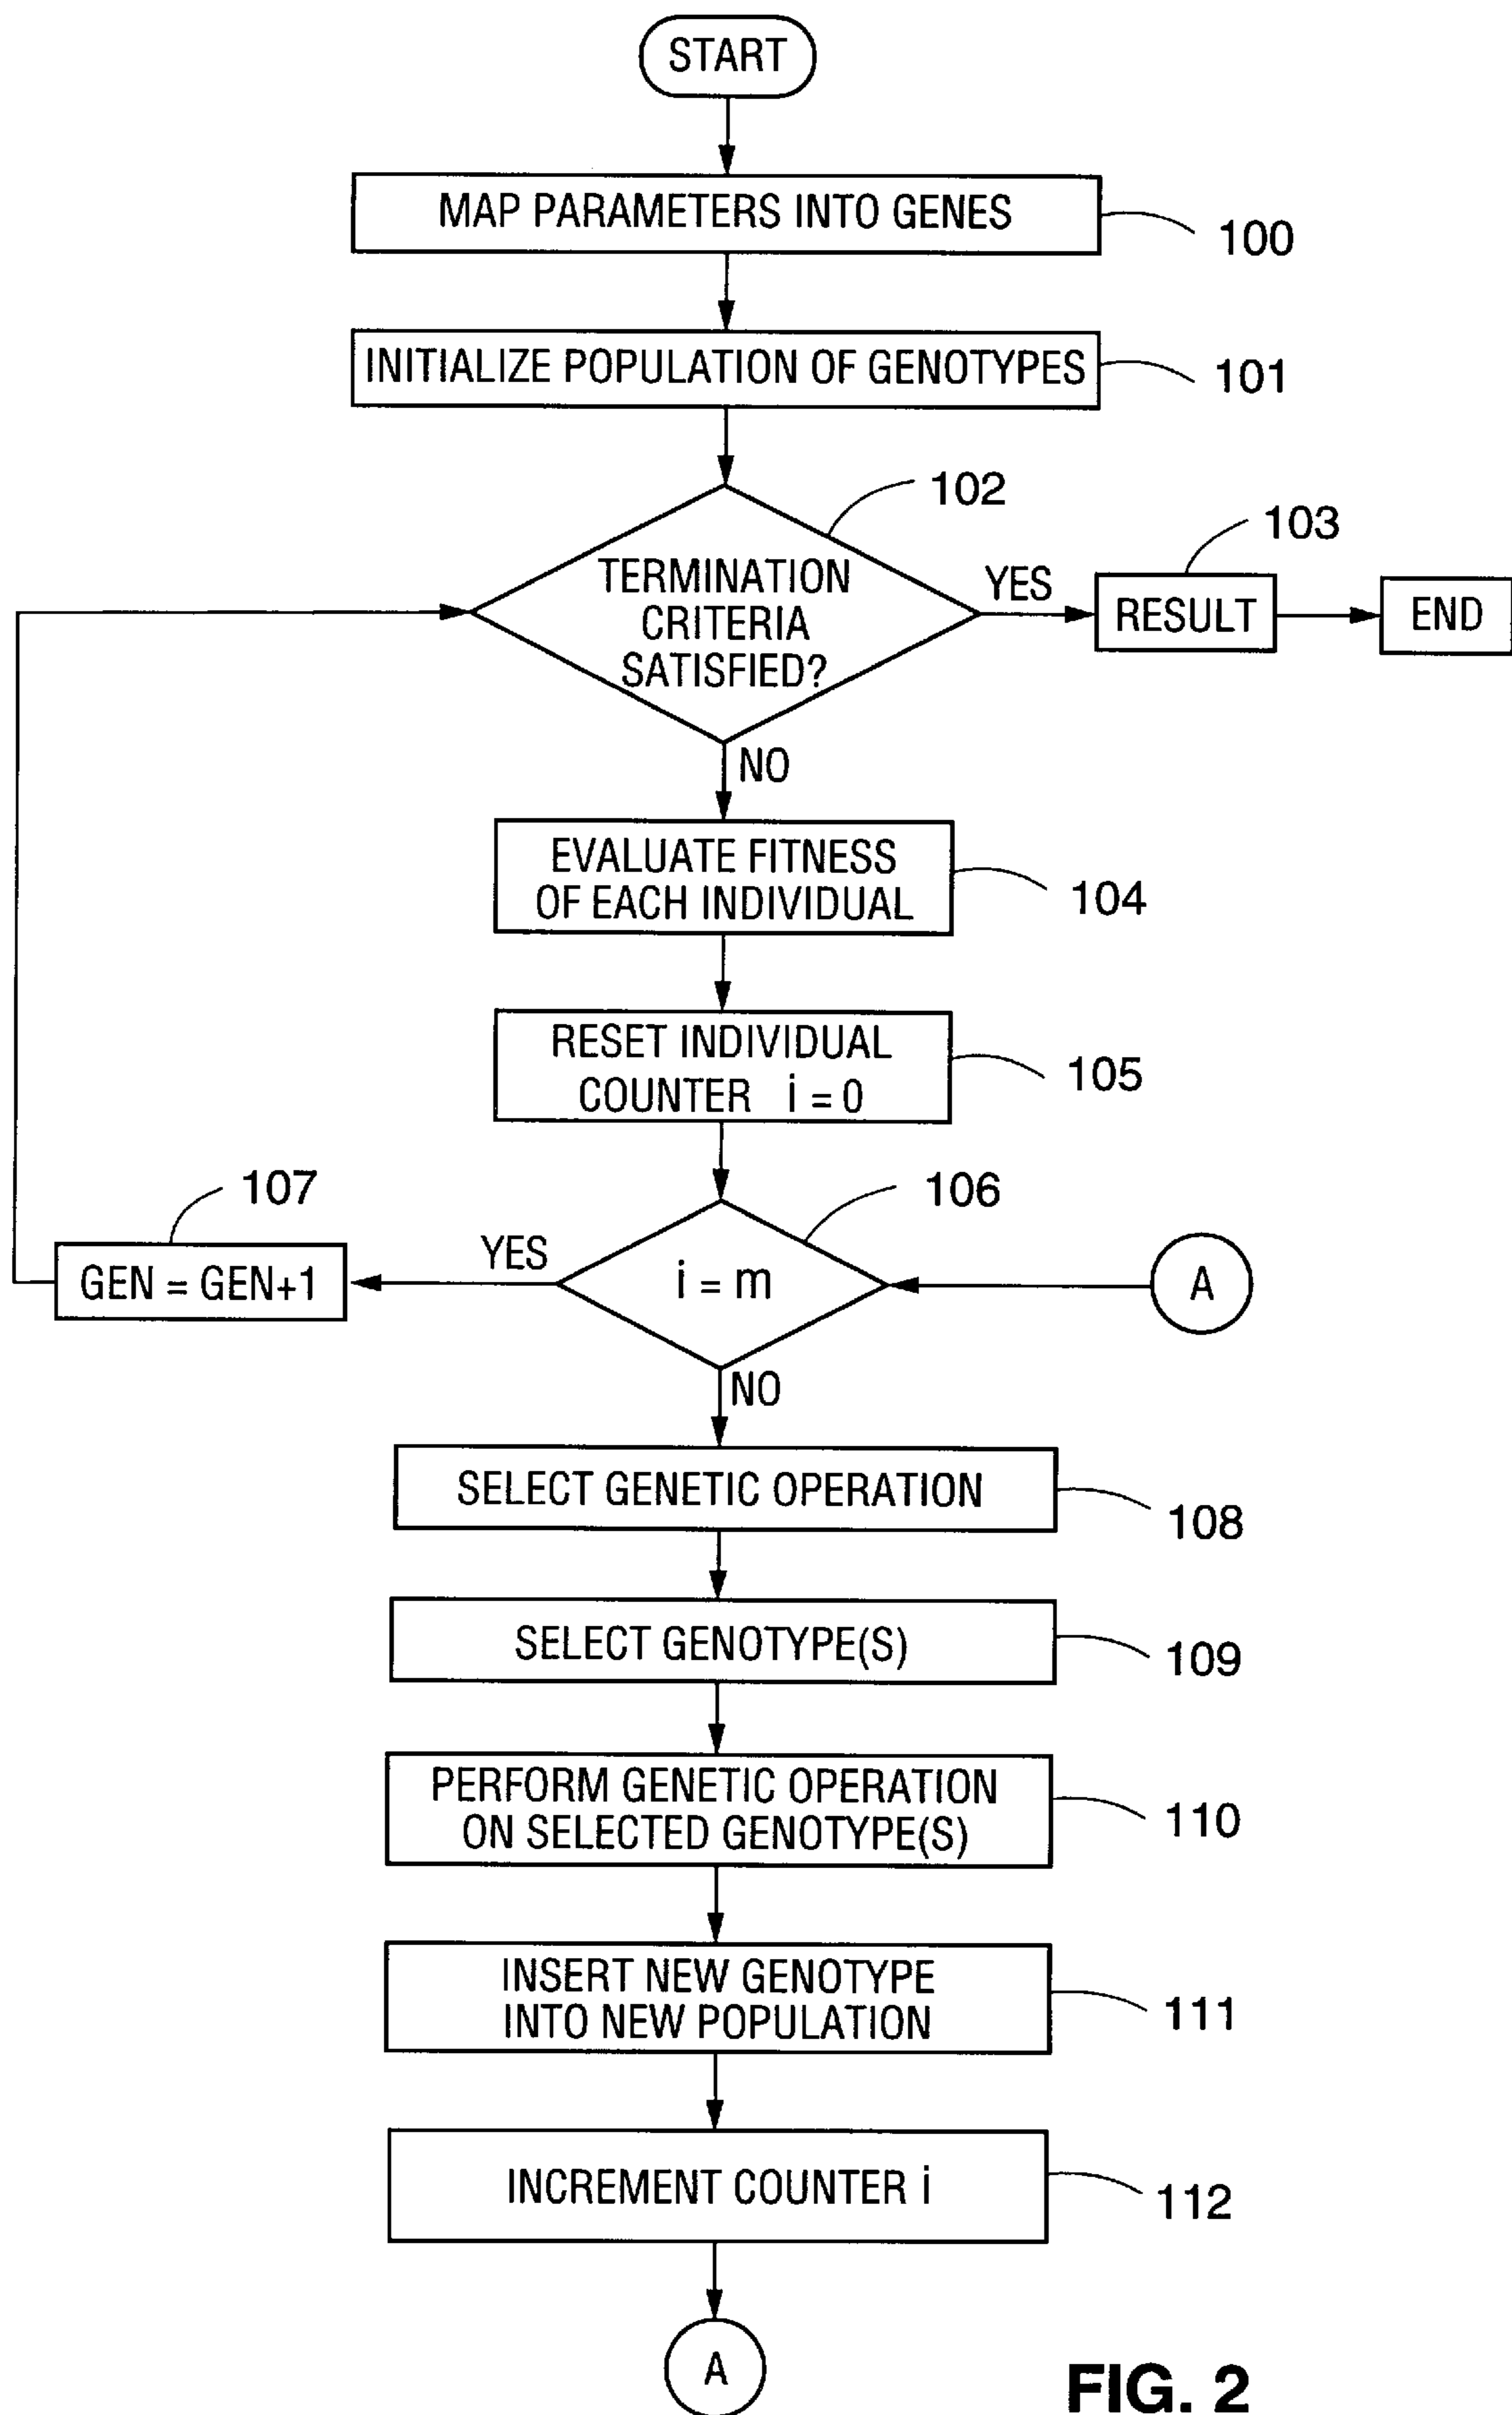 START
MAP PARAMETERS INTO GENES
100
INITIALIZE POPULATION OF GENOTYPES
101
102
TERMINATION
CRITERIA
SATISFIED?
YES
103
RESULT
END
NO
EVALUATE FITNESS
OF EACH INDIVIDUAL
104
RESET INDIVIDUAL
COUNTER i = 0
105
107
GEN = GEN+1
YES
106
i = m
A
NO
SELECT GENETIC OPERATION
108
SELECT GENOTYPE(S)
109
PERFORM GENETIC OPERATION
ON SELECTED GENOTYPE(S)
110
INSERT NEW GENOTYPE
INTO NEW POPULATION
111
INCREMENT COUNTER i
112
A
FIG. 2